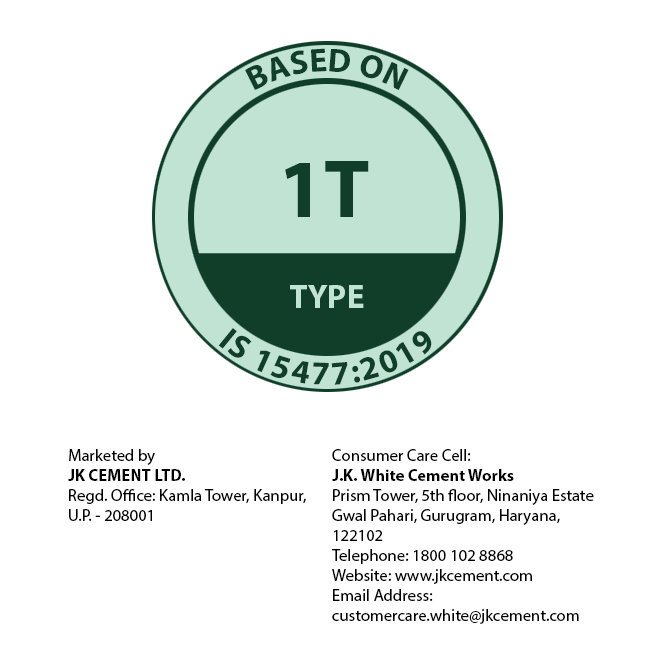 BASED ON
1T
TYPE
IS 15477:2019
Marketed by
JK CEMENT LTD.
Regd. Office: Kamla Tower, Kanpur,
U.P. - 208001
Consumer Care Cell:
J.K. White Cement Works
Prism Tower, 5th floor, Ninaniya Estate
Gwal Pahari, Gurugram, Haryana,
122102
Telephone: 1800 102 8868
Website: www.jkcement.com
Email Address:
customercare.white@jkcement.com